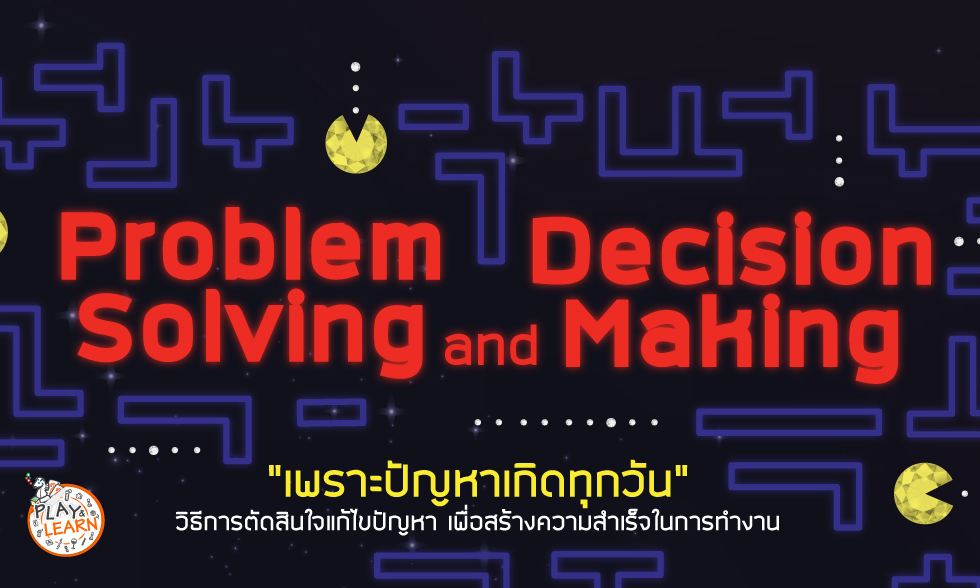 Problem Solving and Decision Making
"เพราะปัญหาเกิดทุกวัน"
วิธีการตัดสินใจแก้ไขปัญหา เพื่อสร้างความสำเร็จในการทำงาน
PLAY &
LEARN